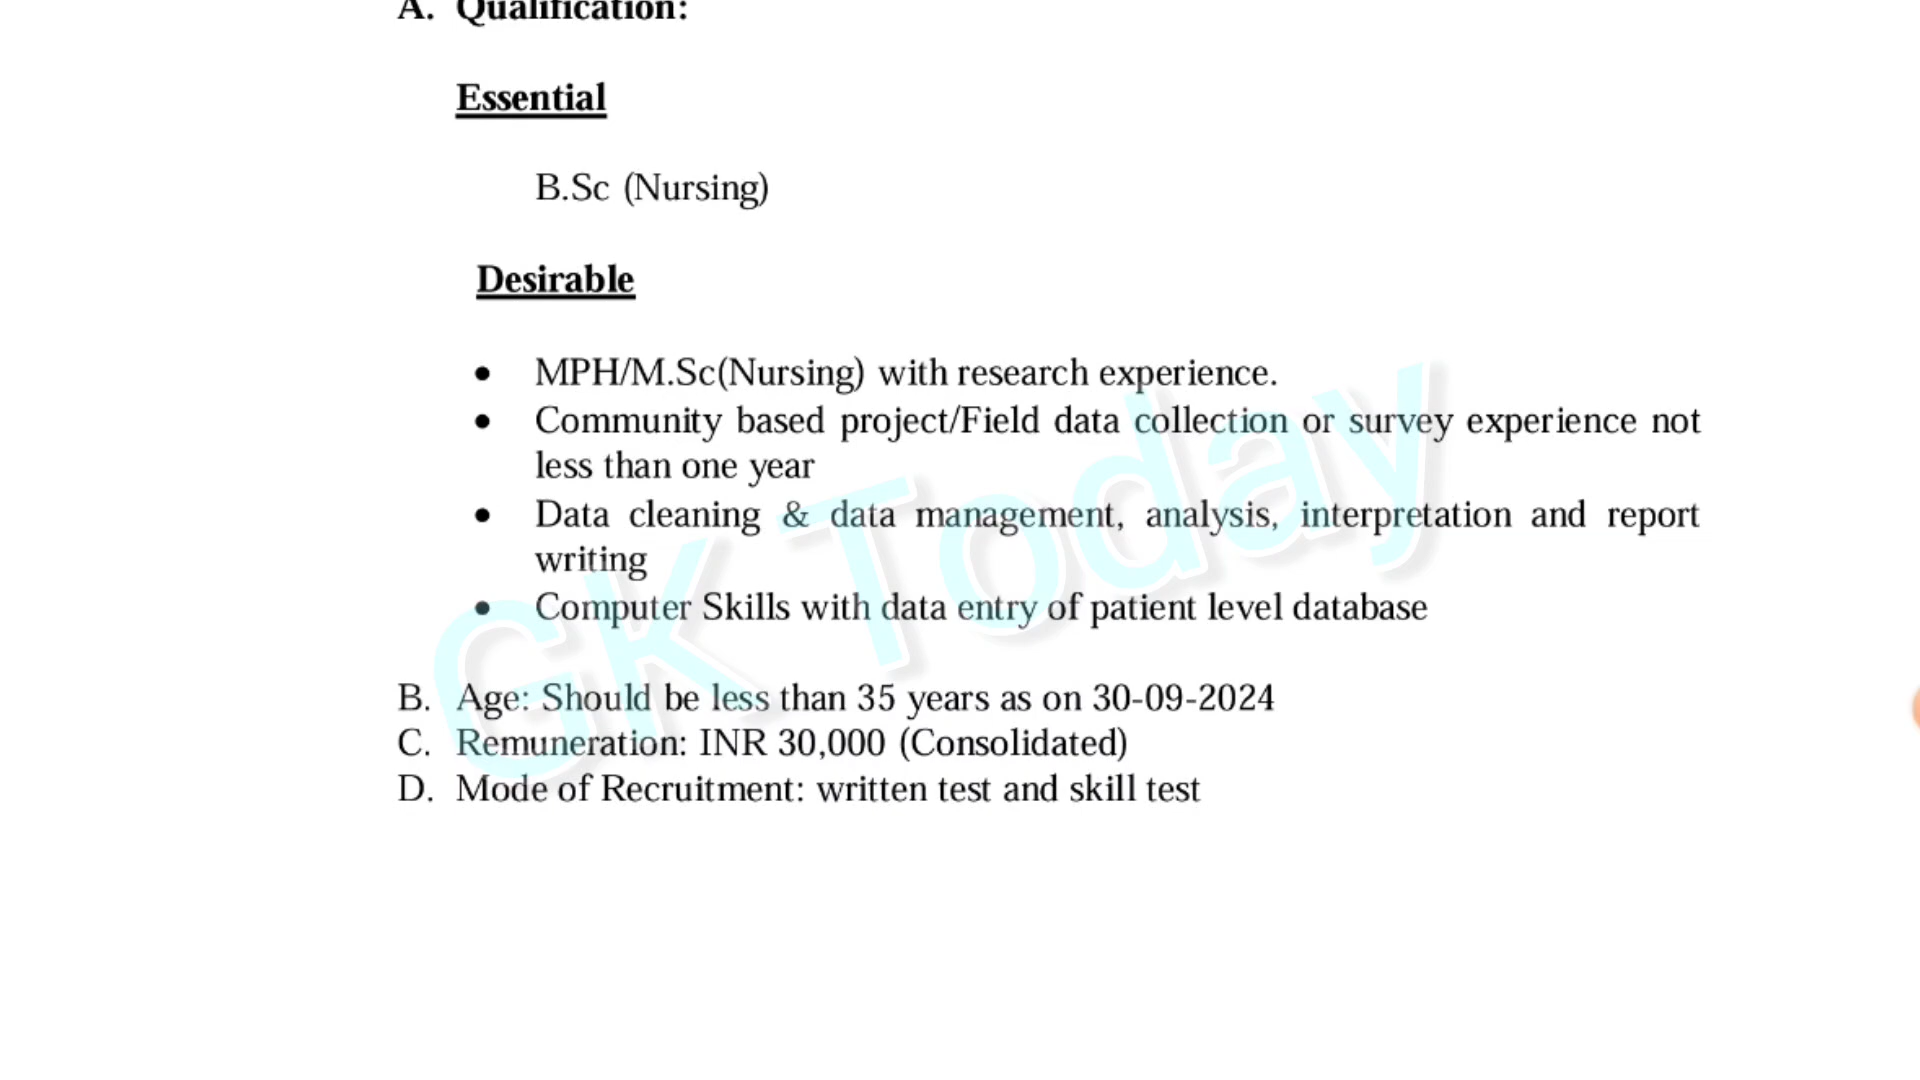 A. Qualification:
Essential
B.Sc (Nursing)
Desirable
• MPH/M.Sc(Nursing) with research experience.
• Community based project/Field data collection or survey experience not
less than one year
• Data cleaning & data management, analysis, interpretation and report
writing
• Computer Skills with data entry of patient level database
GK Today
B. Age: Should be less than 35 years as on 30-09-2024
C. Remuneration: INR 30,000 (Consolidated)
D. Mode of Recruitment: written test and skill test